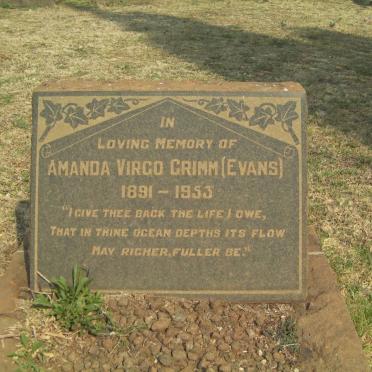 IN
LOVING MEMORY OF
AMANDA VIRGO GRIMM (EVANS)
1891 - 1953
"I GIVE THEE BACK THE LIFE I OWE,
THAT IN THINE OCEAN DEPTHS ITS FLOW
MAY RICHER, FULLER BE."